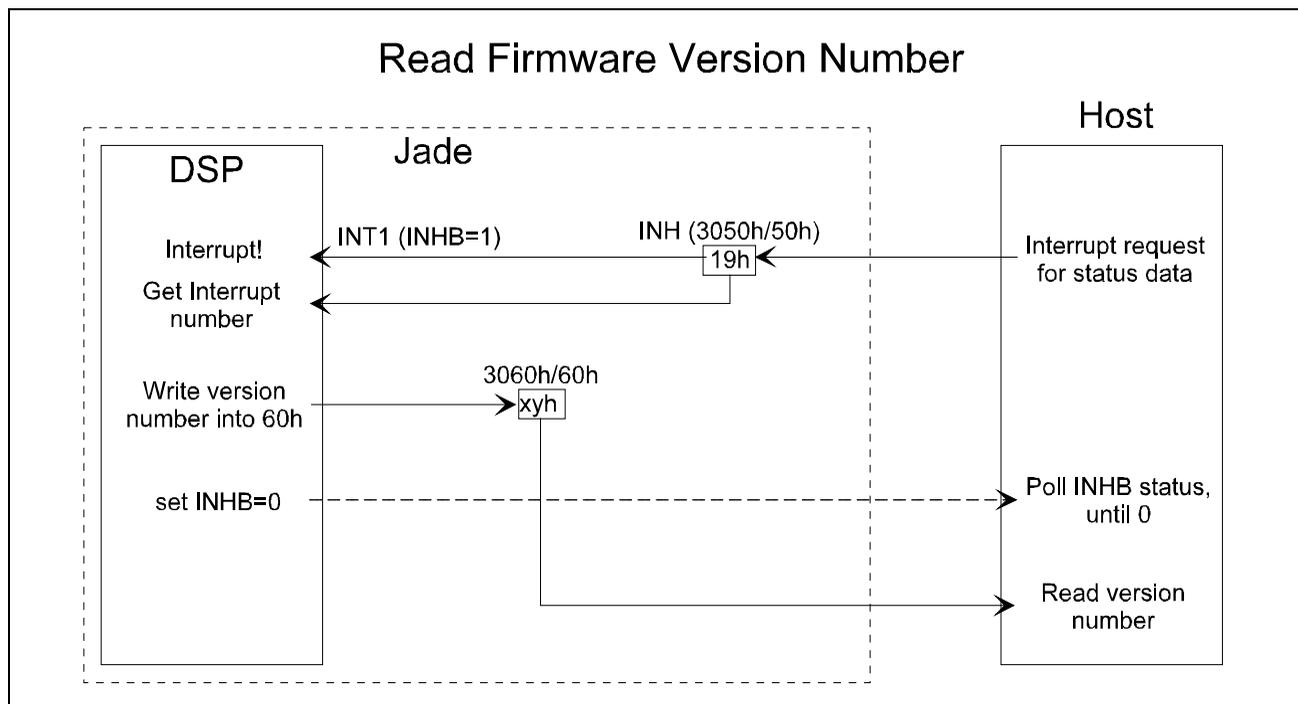 Read Firmware Version Number
Host
Jade
DSP
INT1 (INHB=1)
INH (3050h/50h)
Interrupt!
19h
Interrupt request
for status data
Get Interrupt
number
3060h/60h
Write version
number into 60h
xyh
set INHB=0
Poll INHB status,
until 0
Read version
number